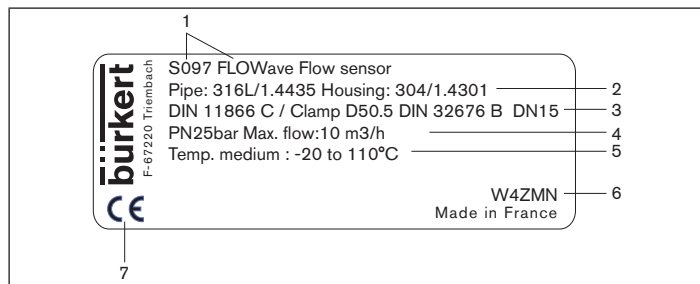 1
S097 FLOWave Flow sensor
Pipe: 316L/1.4435 Housing: 304/1.4301
2
DIN 11866 C / Clamp D50.5 DIN 32676 B DN15
3
PN25bar Max. flow:10 m3/h
4
Temp. medium : -20 to 110°C
5
bürkert
F-67220 Triembach
W4ZMN
6
Made in France
CE
7